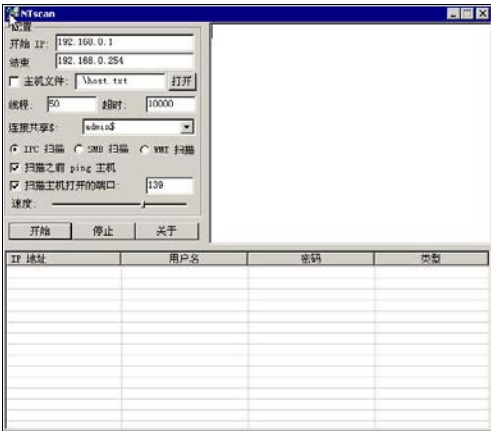 NTscan
配置
开始 IP: 192.168.0.1
结束 192.168.0.254
主机文件: \host.txt 打开
线程: 50 超时: 10000
连接共享$: admin$
IPC 扫描 SMB 扫描 WMI 扫描
扫描之前 ping 主机
扫描主机打开的端口: 139
速度:
开始 停止 关于
IP 地址 用户名 密码 类型